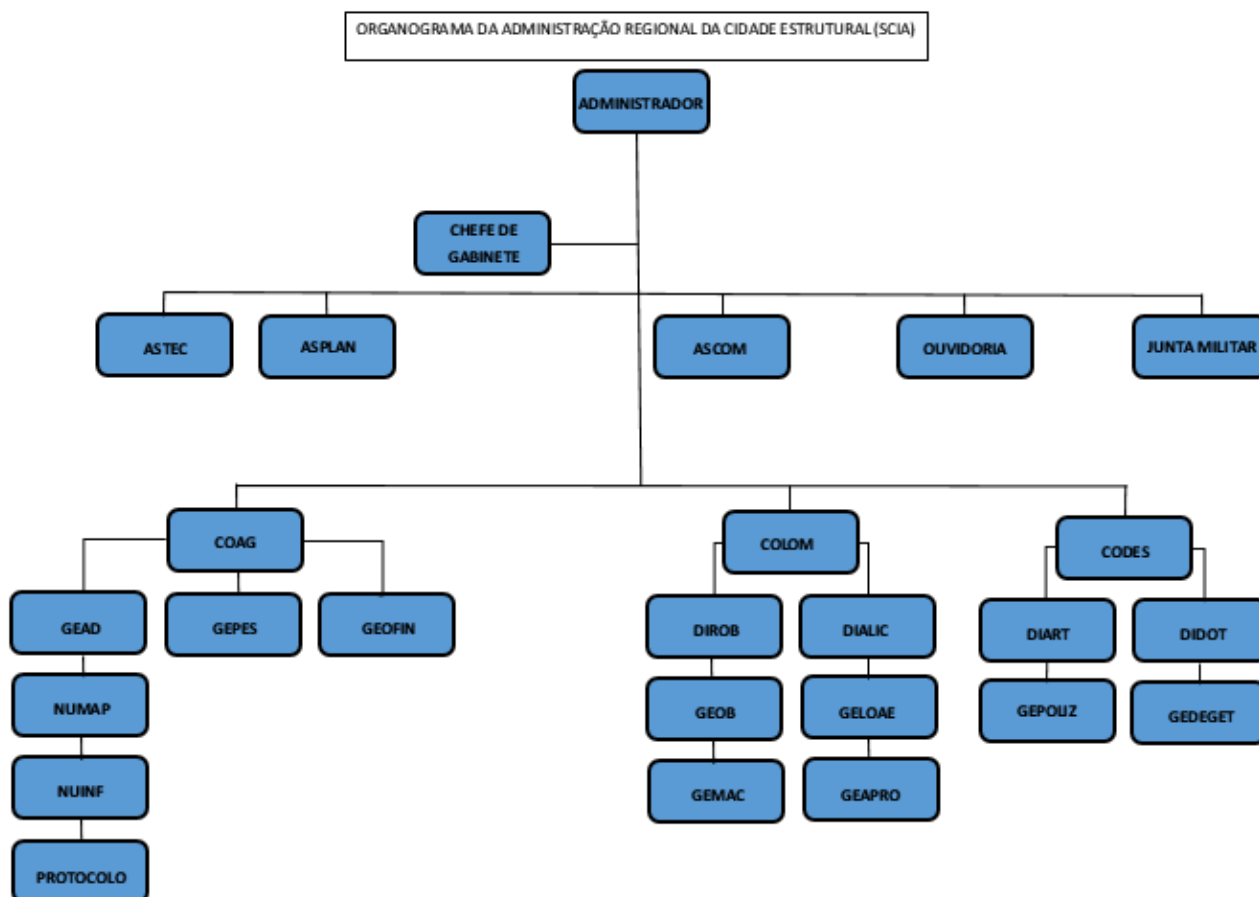 ORGANOGRAMA DA ADMINISTRAÇÃO REGIONAL DA CIDADE ESTRUTURAL (SCIA)
ADMINISTRADOR
CHEFE DE
GABINETE
ASTEC
ASPLAN
ASCOM
OUVIDORIA
JUNTA MILITAR
COAG
COLOM
CODES
GEAD
GEPES
GEOFIN
DIROB
DIALIC
DIART
DIDOT
NUMAP
GEOB
GELOAE
GEPOLIZ
GEDEGET
NUINF
GEMAC
GEAPRO
PROTOCOLO